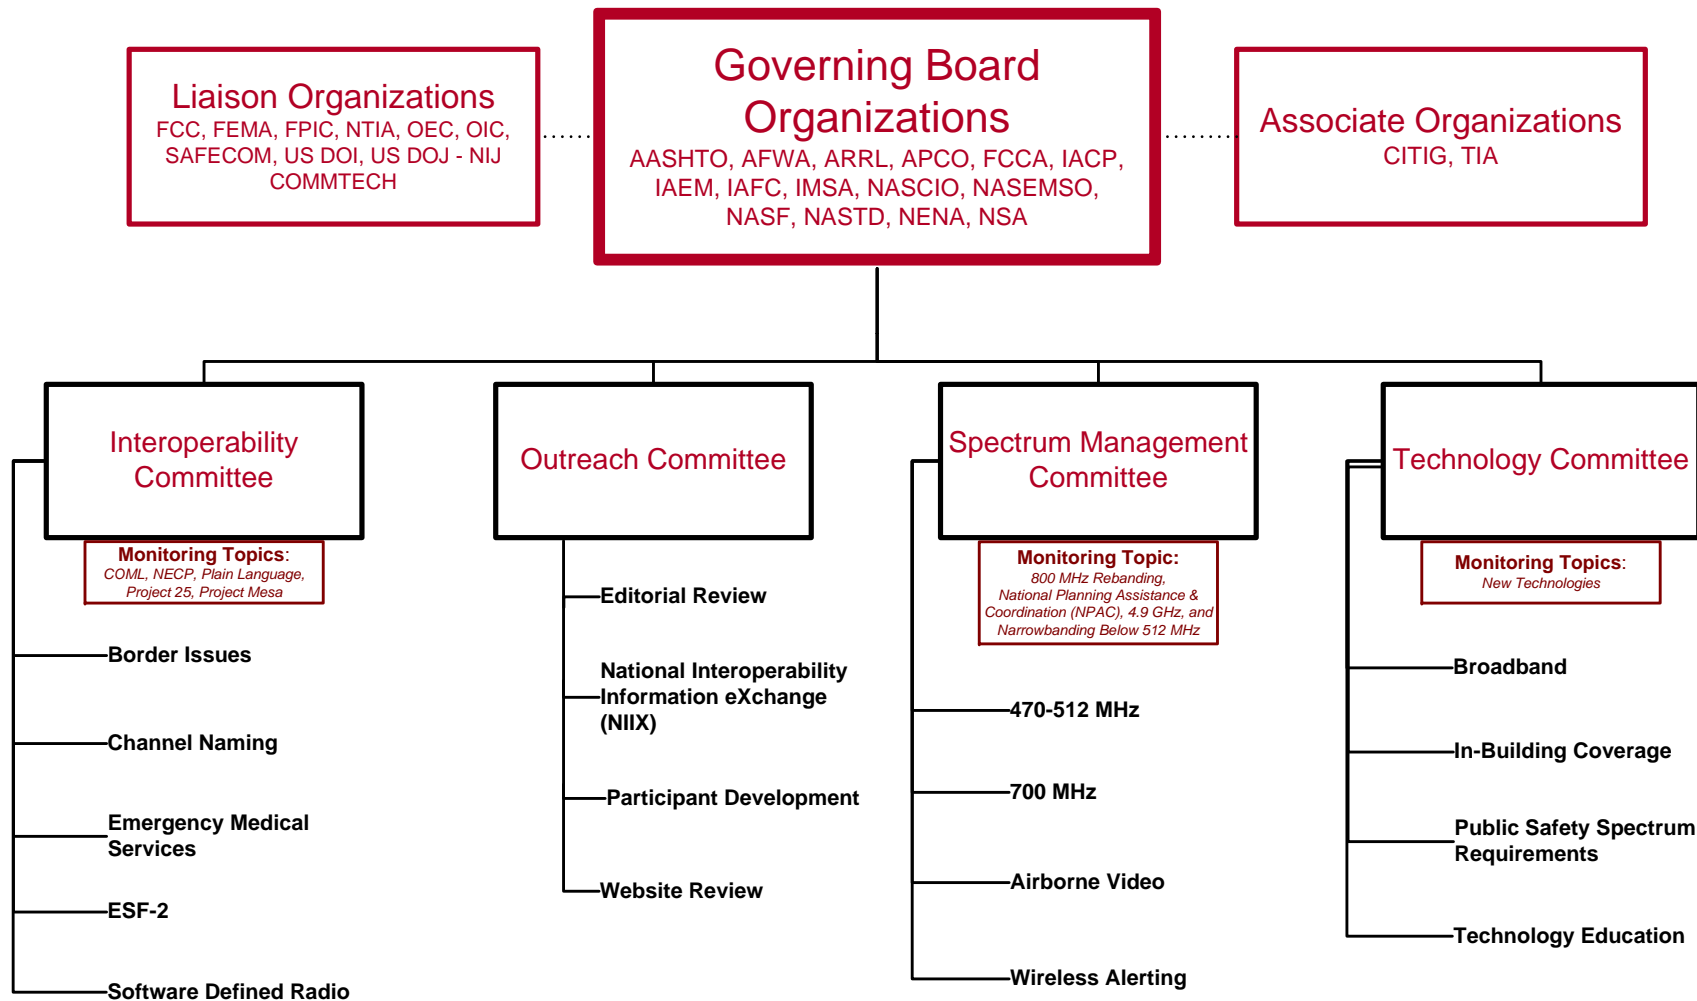 Liaison Organizations
FCC, FEMA, FPIC, NTIA, OEC, OIC,
SAFECOM, US DOI, US DOJ - NIJ
COMMTECH
Governing Board
Organizations
AASHTO, AFWA, ARRL, APCO, FCCA, IACP,
IAEM, IAFC, IMSA, NASCIO, NASEMSO,
NASF, NASTD, NENA, NSA
Associate Organizations
CITIG, TIA
Interoperability
Committee
Monitoring Topics:
COML, NECP, Plain Language,
Project 25, Project Mesa
Border Issues
Channel Naming
Emergency Medical
Services
ESF-2
Software Defined Radio
Outreach Committee
Editorial Review
National Interoperability
Information eXchange
(NIIX)
Participant Development
Website Review
Spectrum Management
Committee
Monitoring Topic:
800 MHz Rebanding,
National Planning Assistance &
Coordination (NPAC), 4.9 GHz, and
Narrowbanding Below 512 MHz
470-512 MHz
700 MHz
Airborne Video
Wireless Alerting
Technology Committee
Monitoring Topics:
New Technologies
Broadband
In-Building Coverage
Public Safety Spectrum
Requirements
Technology Education